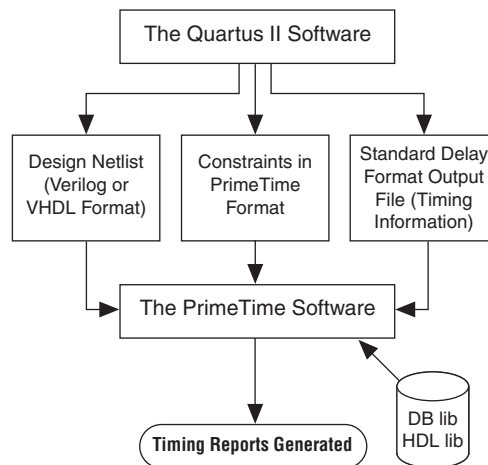 The Quartus II Software
Design Netlist
(Verilog or
VHDL Format)
Constraints in
PrimeTime
Format
Standard Delay
Format Output
File (Timing
Information)
The PrimeTime Software
DB lib
HDL lib
Timing Reports Generated